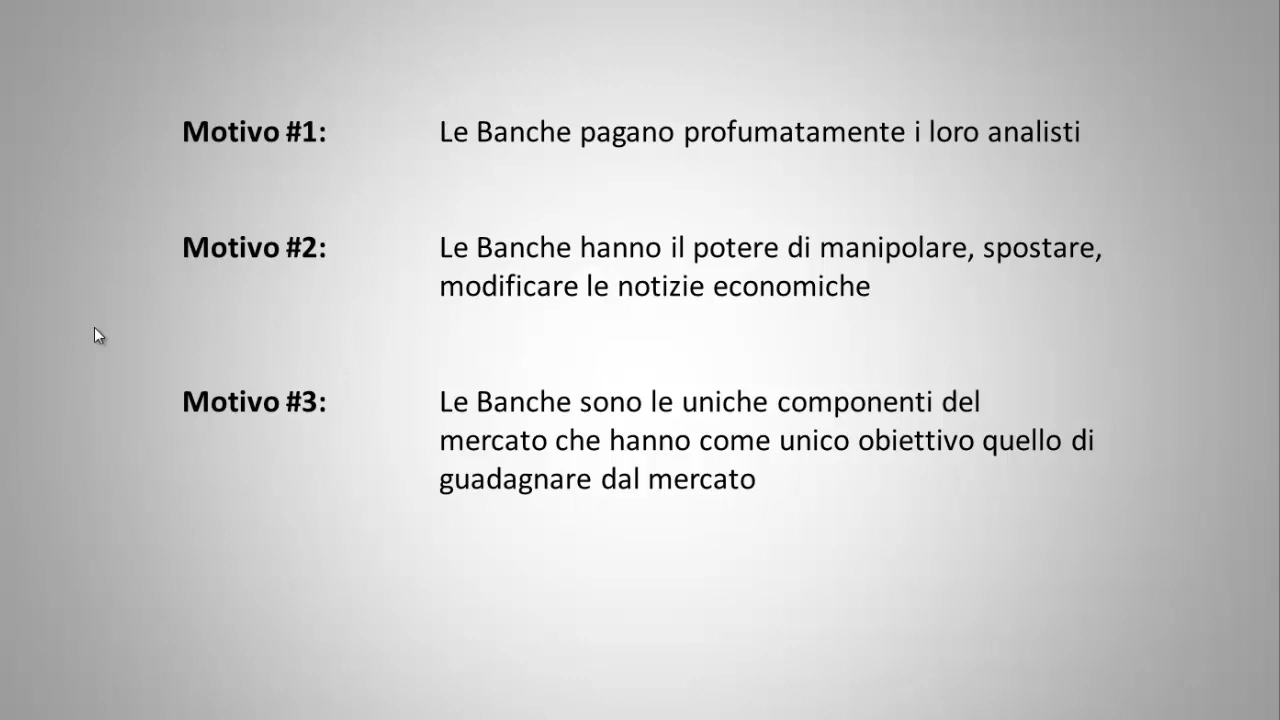 Motivo #1: Le Banche pagano profumatamente i loro analisti
Motivo #2: Le Banche hanno il potere di manipolare, spostare,
modificare le notizie economiche
Motivo #3: Le Banche sono le uniche componenti del
mercato che hanno come unico obiettivo quello di
guadagnare dal mercato